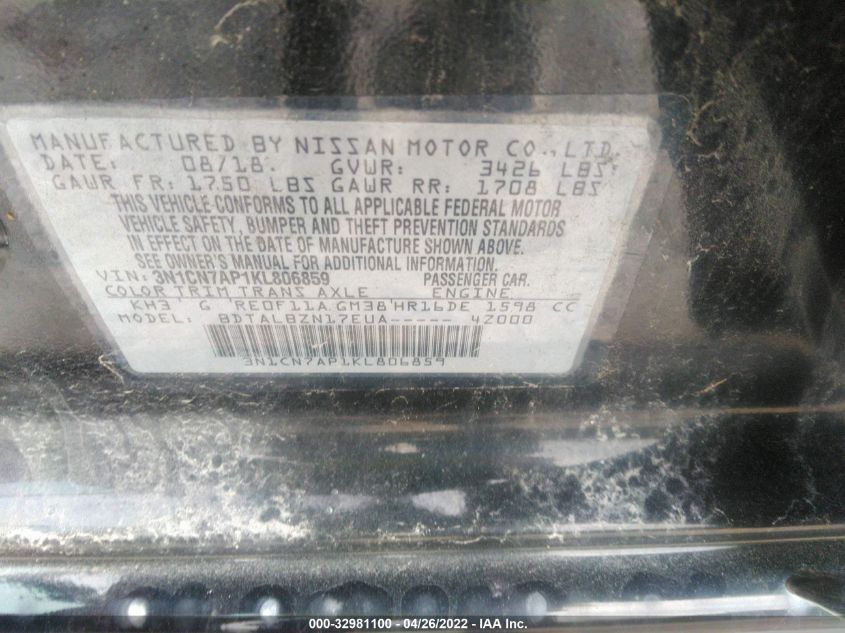 MANUFACTURED BY NISSAN MOTOR CO., LTD.
DATE: 08/18. GVWR: 3426 LBS
GAWR FR: 1750 LBS GAWR RR: 1708 LBS
THIS VEHICLE CONFORMS TO ALL APPLICABLE FEDERAL MOTOR
VEHICLE SAFETY, BUMPER AND THEFT PREVENTION STANDARDS
IN EFFECT ON THE DATE OF MANUFACTURE SHOWN ABOVE.
SEE OWNER'S MANUAL FOR ADDITIONAL INFORMATION.
VIN: 3N1CN7AP1KL806859 PASSENGER CAR.
COLOR TRIM TRANS AXLE ENGINE
KH3 G RE0F11A GM38 HR16DE 1598 CC
MODEL: BDTALBZN17EUA----- 4Z000
3N1CN7AP1KL806859
000-32981100 - 04/26/2022 - IAA Inc.